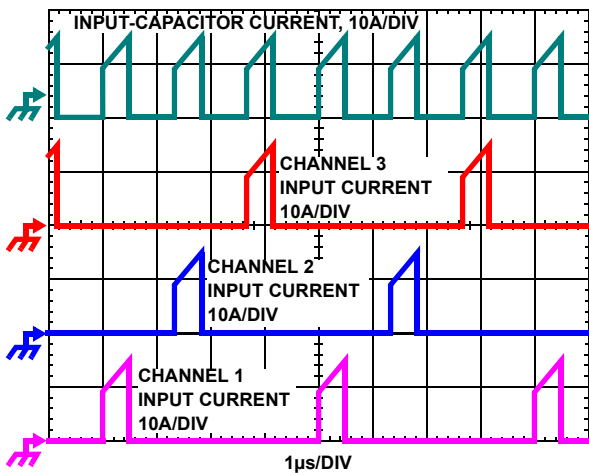 INPUT-CAPACITOR CURRENT, 10A/DIV
CHANNEL 3
INPUT CURRENT
10A/DIV
CHANNEL 2
INPUT CURRENT
10A/DIV
CHANNEL 1
INPUT CURRENT
10A/DIV
1µs/DIV